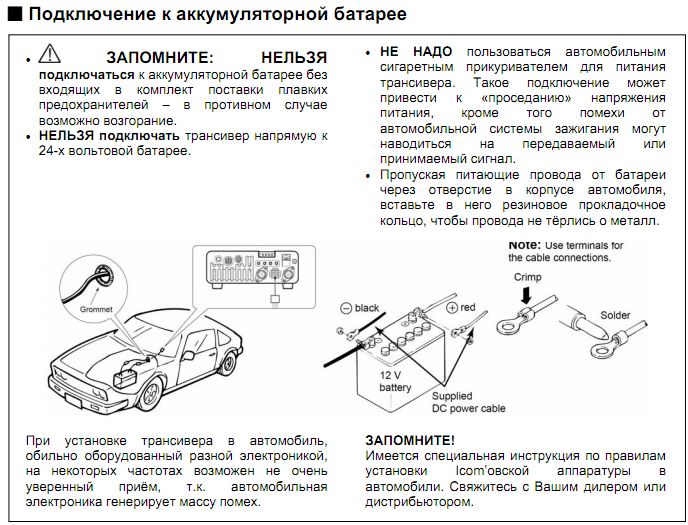 Подключение к аккумуляторной батарее
ЗАПОМНИТЕ: НЕЛЬЗЯ
подключаться к аккумуляторной батарее без
входящих в комплект поставки плавких
предохранителей – в противном случае
возможно возгорание.
• НЕЛЬЗЯ подключать трансивер напрямую к
24-х вольтовой батарее.
• НЕ НАДО пользоваться автомобильным
сигаретным прикуривателем для питания
трансивера. Такое подключение может
привести к «проседанию» напряжения
питания, кроме того помехи от
автомобильной системы зажигания могут
наводиться на передаваемый или
принимаемый сигнал.
• Пропуская питающие провода от батареи
через отверстие в корпусе автомобиля,
вставьте в него резиновое прокладочное
кольцо, чтобы провода не тёрлись о металл.
Grommet
Note: Use terminals for
the cable connections.
Crimp
Solder
⊖ black
⊕ red
12 V
battery
Supplied
DC power cable
При установке трансивера в автомобиль,
обильно оборудованный разной электроникой,
на некоторых частотах возможен не очень
уверенный приём, т.к. автомобильная
электроника генерирует массу помех.
ЗАПОМНИТЕ!
Имеется специальная инструкция по правилам
установки Icom’овской аппаратуры в
автомобили. Свяжитесь с Вашим дилером или
дистрибьютором.